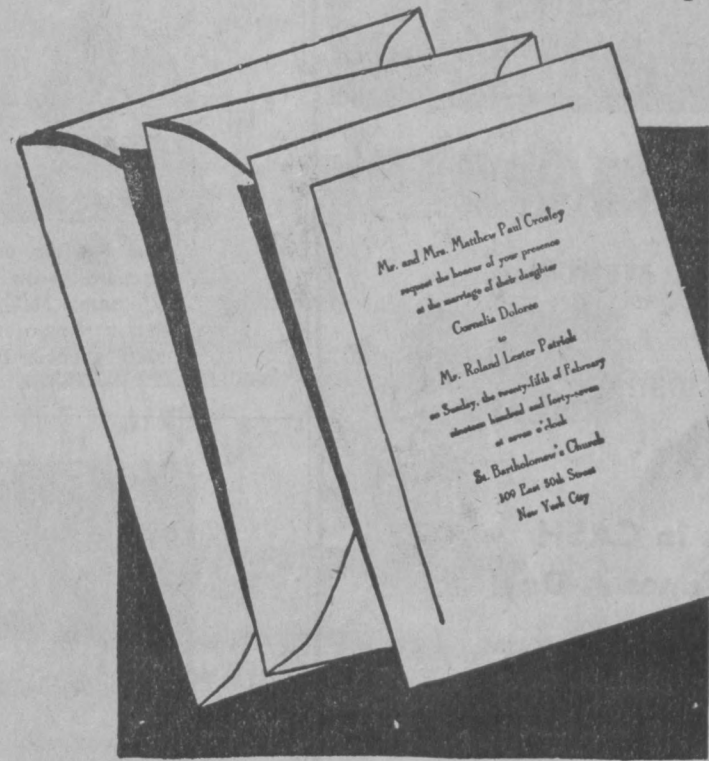 Mr. and Mrs. Matthew Paul Crosley
request the honour of your presence
at the marriage of their daughter
Cornelia Dolores
to
Mr. Roland Lester Patrick
on Sunday, the twenty-fifth of February
nineteen hundred and forty-seven
at seven o'clock
St. Bartholomew's Church
109 East 50th Street
New York City